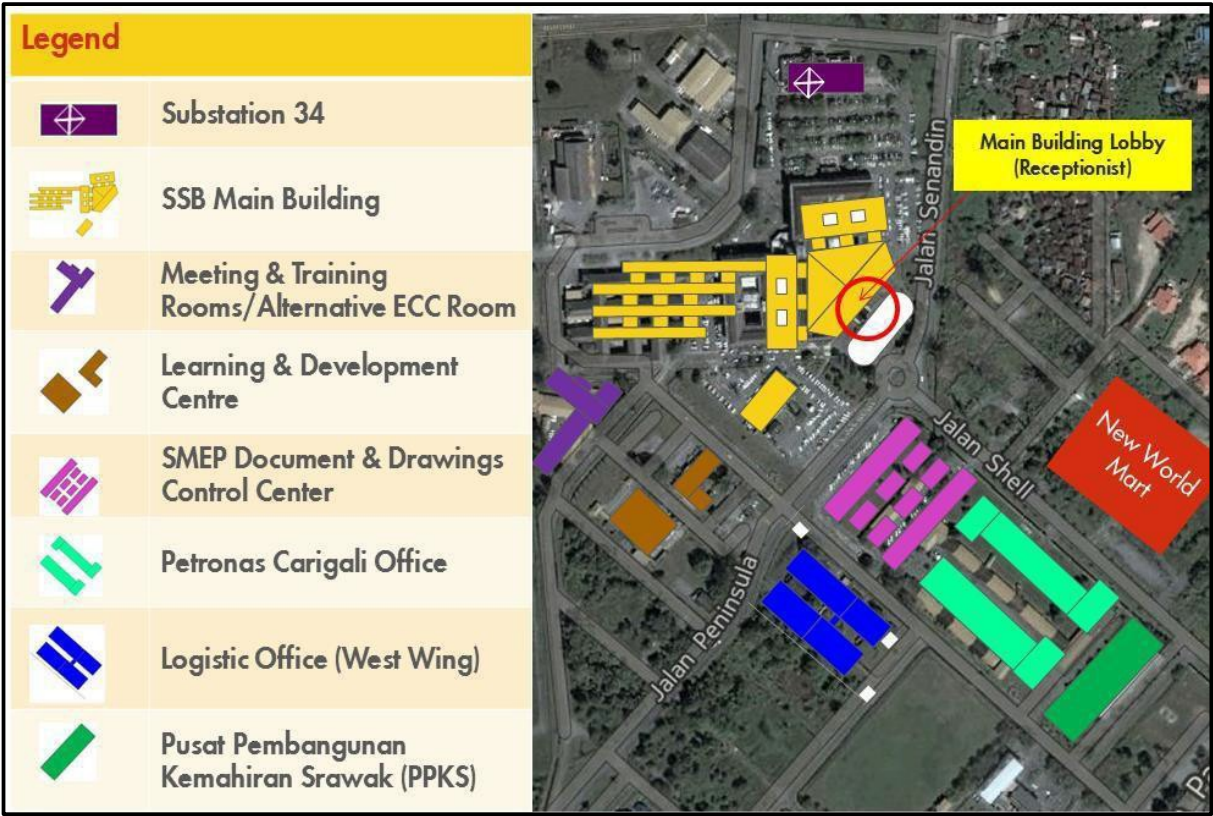 Legend
Substation 34
SSB Main Building
Meeting & Training
Rooms/Alternative ECC Room
Learning & Development
Centre
SMEP Document & Drawings
Control Center
Petronas Carigali Office
Logistic Office (West Wing)
Pusat Pembangunan
Kemahiran Srawak (PPKS)
Main Building Lobby
(Receptionist)
Jalan Senandin
Jalan Shell
New World
Mart
Jalan Peninsula
Pa